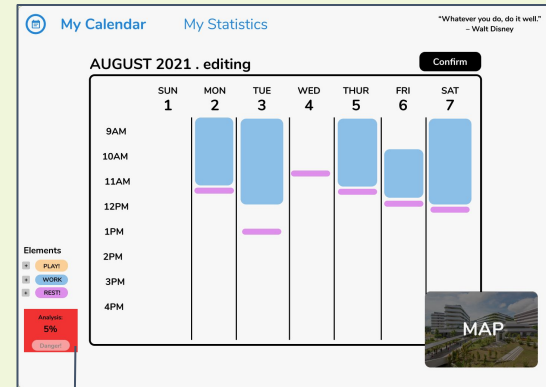 My Calendar
My Statistics
"Whatever you do, do it well."
– Walt Disney
AUGUST 2021 . editing
Confirm
SUN MON TUE WED THUR FRI SAT
1 2 3 4 5 6 7
9AM
10AM
11AM
12PM
1PM
2PM
3PM
4PM
Elements
+ PLAY!
+ WORK
+ REST!
Analysis:
5%
Danger!
MAP